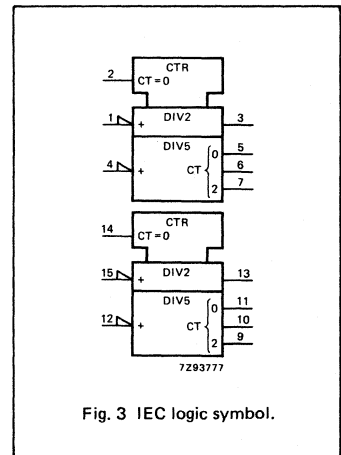 CTR
2 CT=0
DIV2
1 + 3
DIV5
0 5
4 + CT 6
2 7
CTR
14 CT=0
DIV2
15 + 13
DIV5
0 11
12 + CT 10
2 9
7Z93777
Fig. 3 IEC logic symbol.